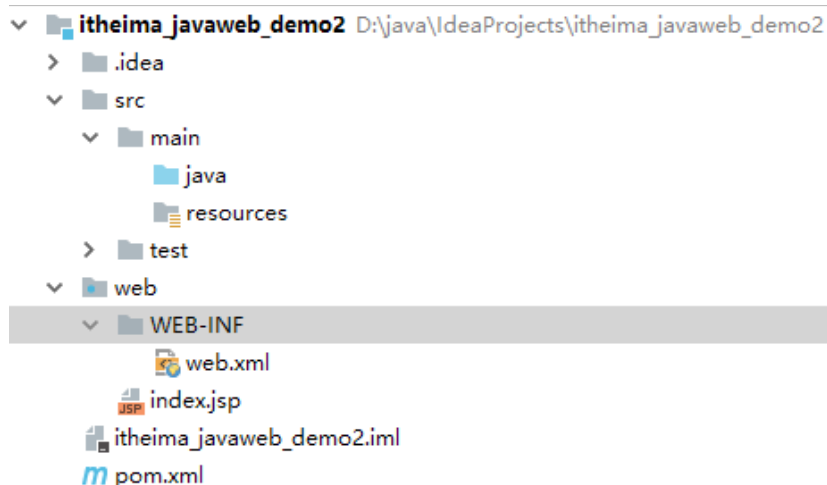 itheima_javaweb_demo2 D:\java\IdeaProjects\itheima_javaweb_demo2
.idea
src
main
java
resources
test
web
WEB-INF
web.xml
JSP index.jsp
itheima_javaweb_demo2.iml
m pom.xml